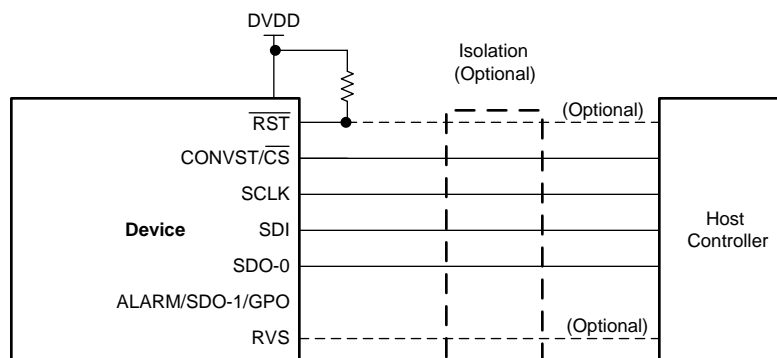 DVDD
Isolation
(Optional)
(Optional)
RST
CONVST/CS
SCLK
Device
SDI
Host
Controller
SDO-0
ALARM/SDO-1/GPO
(Optional)
RVS